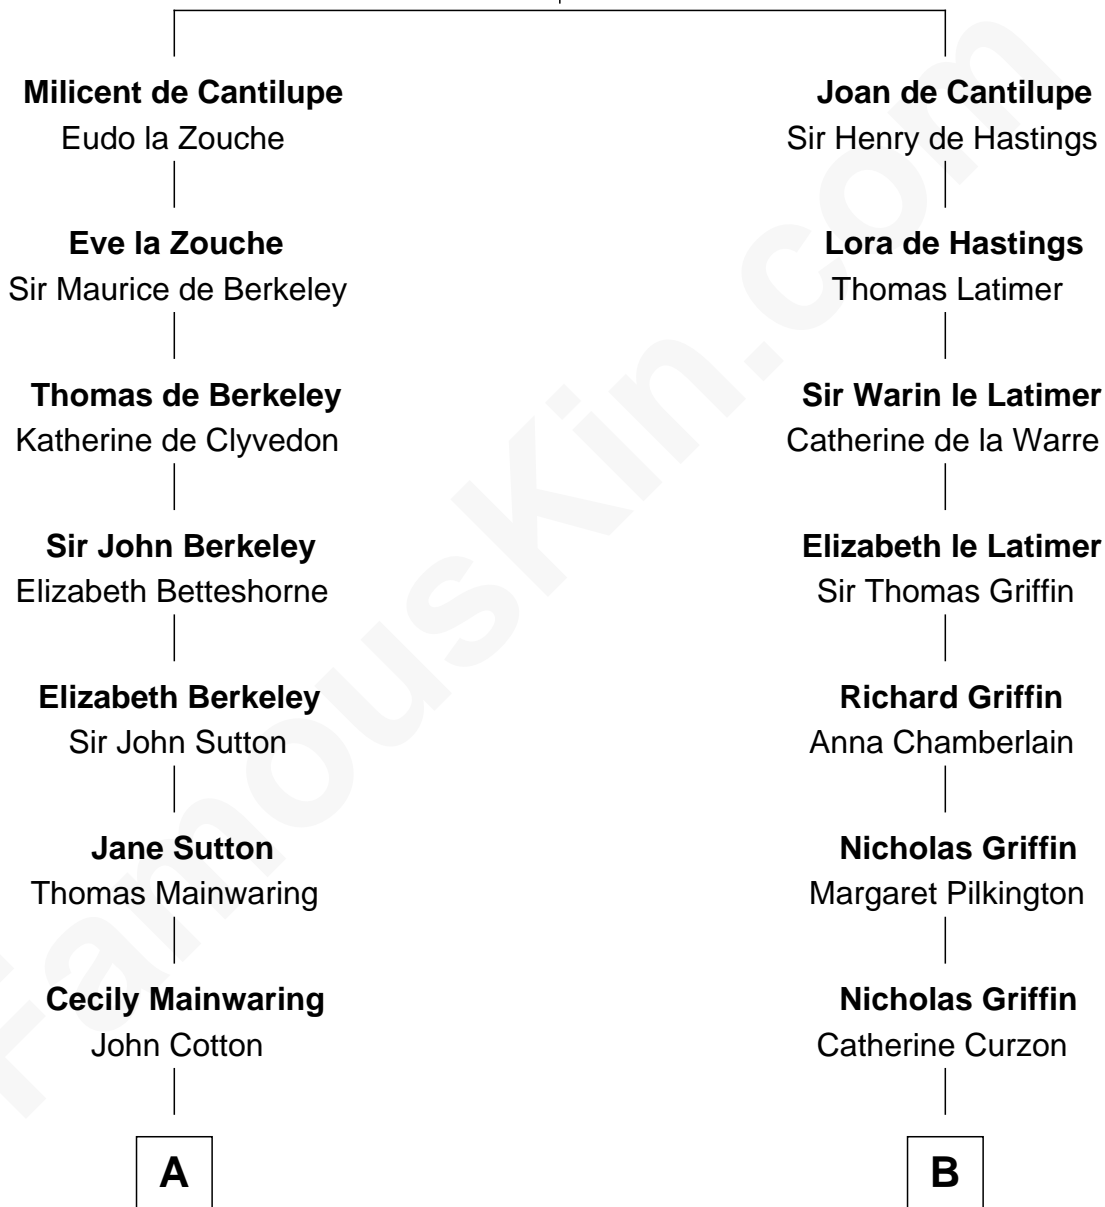 Milicent de Cantilupe
Eudo la Zouche
Eve la Zouche
Sir Maurice de Berkeley
Thomas de Berkeley
Katherine de Clyvedon
Sir John Berkeley
Elizabeth Betteshorne
Elizabeth Berkeley
Sir John Sutton
Jane Sutton
Thomas Mainwaring
Cecily Mainwaring
John Cotton
A
Joan de Cantilupe
Sir Henry de Hastings
Lora de Hastings
Thomas Latimer
Sir Warin le Latimer
Catherine de la Warre
Elizabeth le Latimer
Sir Thomas Griffin
Richard Griffin
Anna Chamberlain
Nicholas Griffin
Margaret Pilkington
Nicholas Griffin
Catherine Curzon
B
FamousKin.com